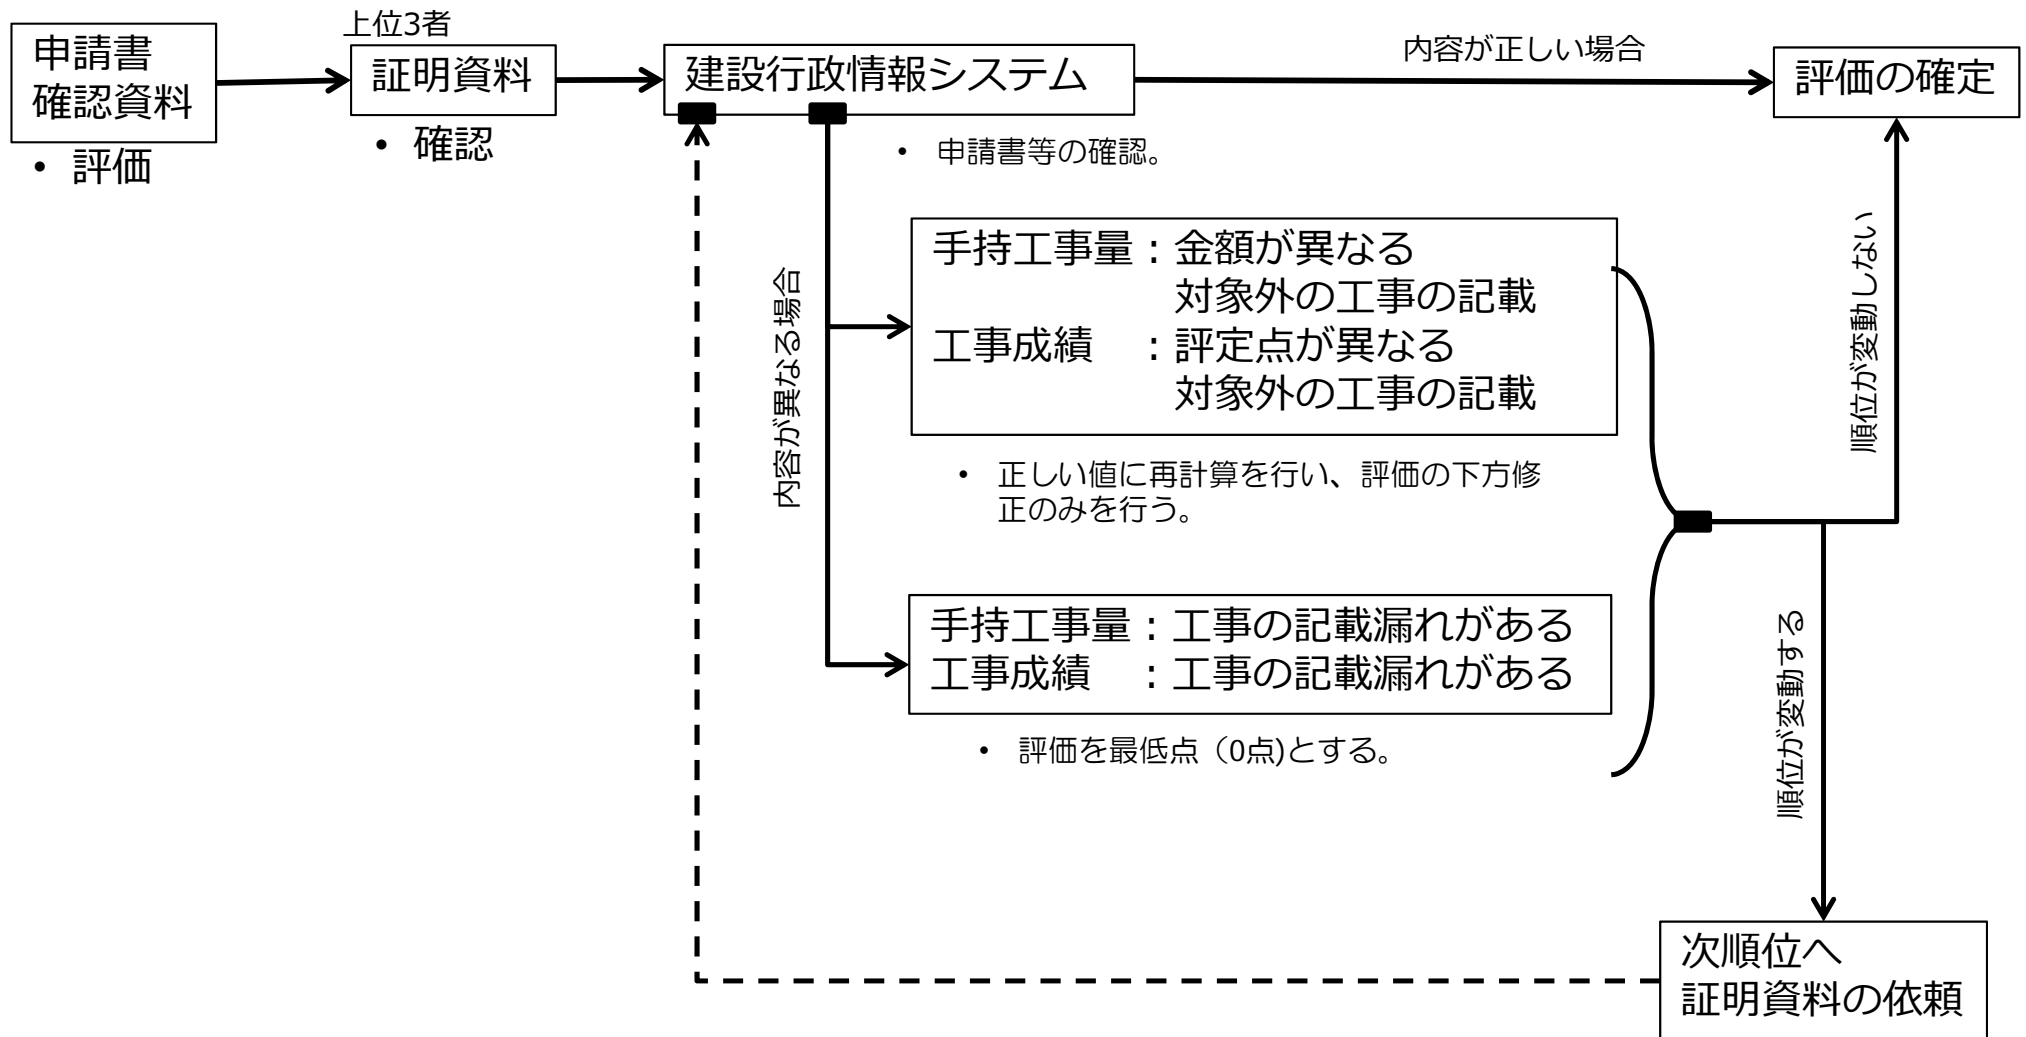 上位3者
申請書
確認資料
• 評価
証明資料
• 確認
建設行政情報システム
• 申請書等の確認。
内容が正しい場合
評価の確定
内容が異なる場合
手持工事量：金額が異なる
対象外の工事の記載
工事成績　：評定点が異なる
対象外の工事の記載
• 正しい値に再計算を行い、評価の下方修
正のみを行う。
手持工事量：工事の記載漏れがある
工事成績　：工事の記載漏れがある
• 評価を最低点（0点)とする。
順位が変動しない
順位が変動する
次順位へ
証明資料の依頼